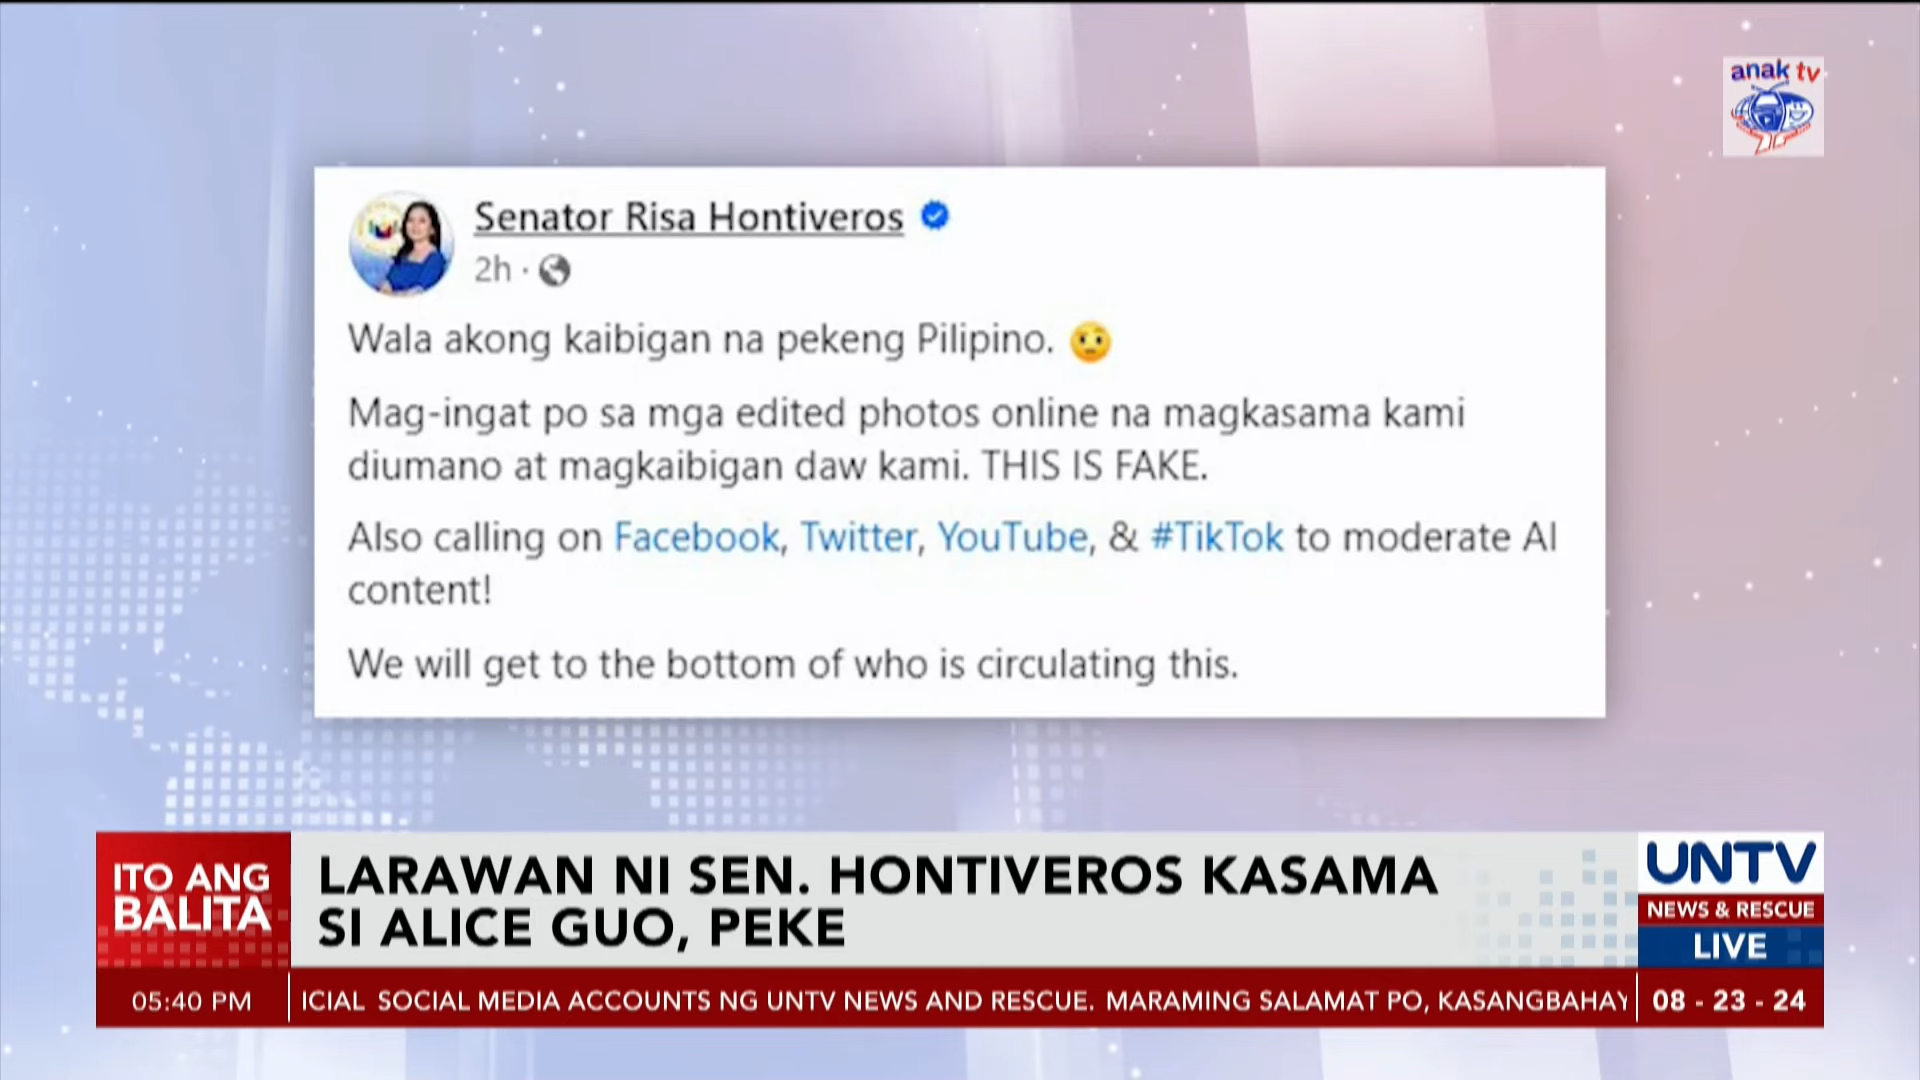 anak tv
Senator Risa Hontiveros
2h ·
Wala akong kaibigan na pekeng Pilipino. 🤨
Mag-ingat po sa mga edited photos online na magkasama kami
diumano at magkaibigan daw kami. THIS IS FAKE.
Also calling on Facebook, Twitter, YouTube, & #TikTok to moderate AI
content!
We will get to the bottom of who is circulating this.
ITO ANG
BALITA
LARAWAN NI SEN. HONTIVEROS KASAMA
SI ALICE GUO, PEKE
UNTV
NEWS & RESCUE
LIVE
05:40 PM
ICIAL SOCIAL MEDIA ACCOUNTS NG UNTV NEWS AND RESCUE. MARAMING SALAMAT PO, KASANGBAHAY
08 - 23 - 24